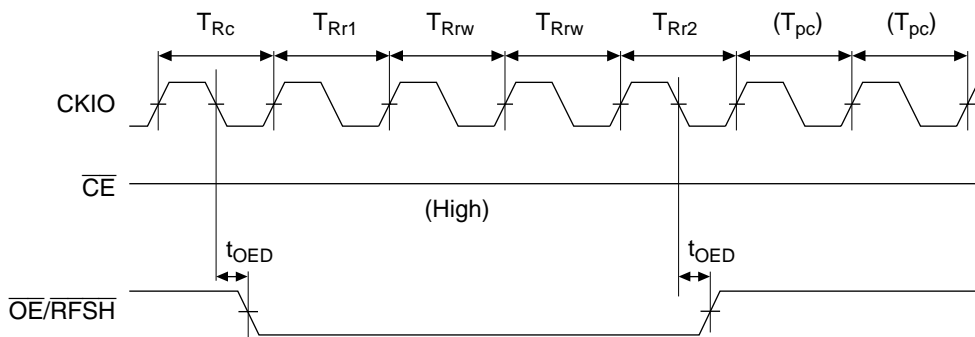 TRc TRr1 TRrw TRrw TRr2 (Tpc) (Tpc)
CKIO
CE
(High)
tOED tOED
OE/RFSH